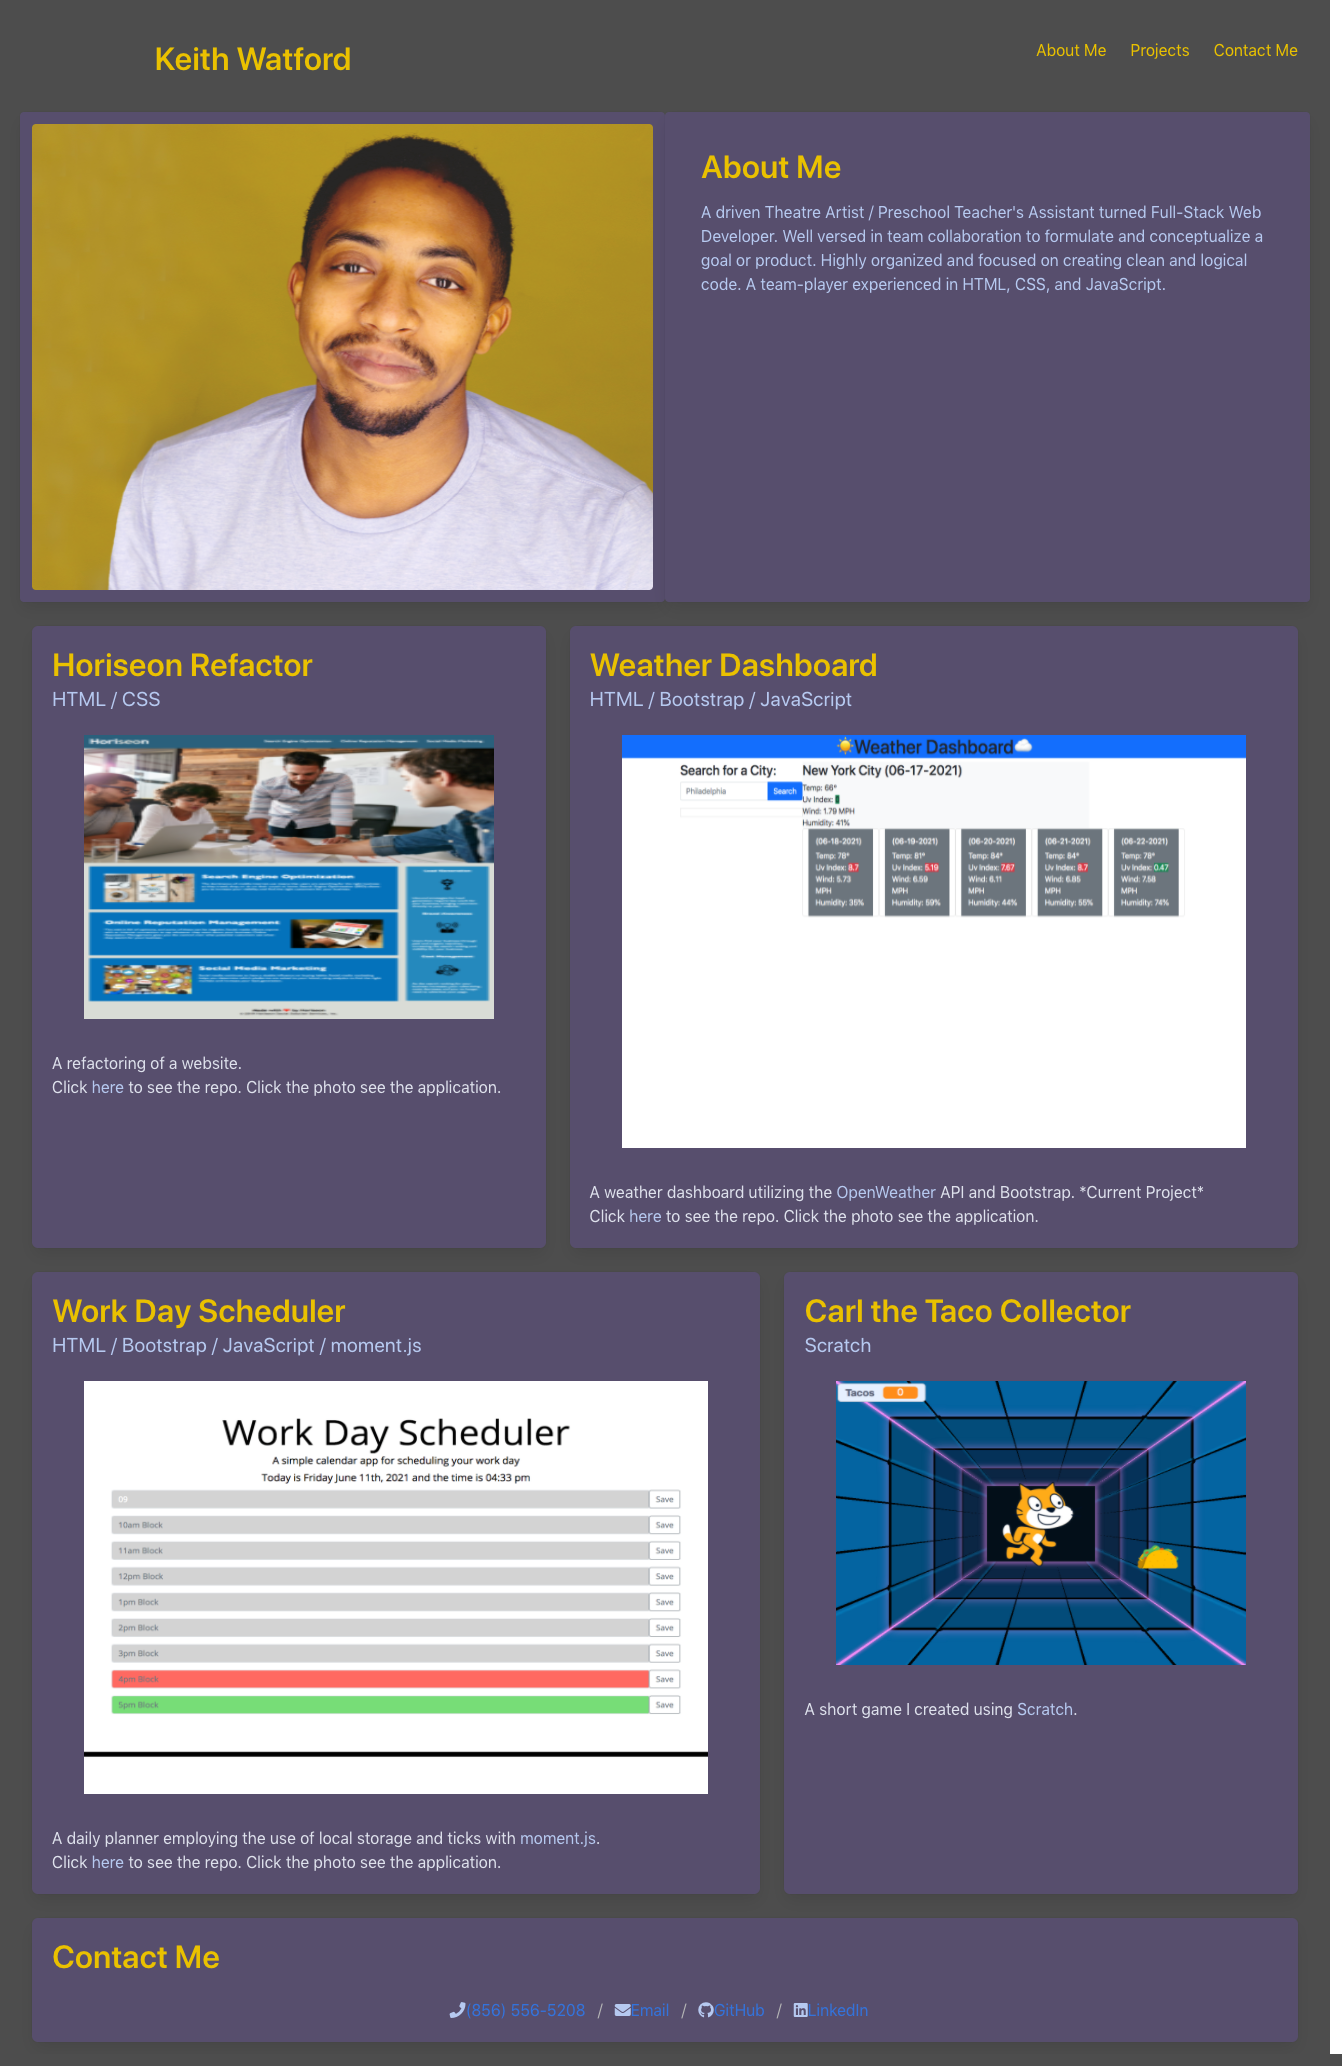 Keith Watford
About Me
Projects
Contact Me
About Me
A driven Theatre Artist / Preschool Teacher's Assistant turned Full-Stack Web
Developer. Well versed in team collaboration to formulate and conceptualize a
goal or product. Highly organized and focused on creating clean and logical
code. A team-player experienced in HTML, CSS, and JavaScript.
Horiseon Refactor
HTML / CSS
Horiseon
Search Engine Optimization
Online Reputation Management
Social Media Marketing
Search Engine Optimization
Online Reputation Management
Social Media Marketing
A refactoring of a website.
Click here to see the repo. Click the photo see the application.
Weather Dashboard
HTML / Bootstrap / JavaScript
Weather Dashboard
Search for a City:
Philadelphia
Search
New York City (06-17-2021)
Temp: 66°
Uv Index:
Wind: 1.79 MPH
Humidity: 41%
(06-18-2021)
Temp: 78°
Uv Index: 8.7
Wind: 5.73
MPH
Humidity: 35%
(06-19-2021)
Temp: 81°
Uv Index: 5.19
Wind: 6.59
MPH
Humidity: 59%
(06-20-2021)
Temp: 84°
Uv Index: 7.67
Wind: 6.11
MPH
Humidity: 44%
(06-21-2021)
Temp: 84°
Uv Index: 8.7
Wind: 6.85
MPH
Humidity: 55%
(06-22-2021)
Temp: 78°
Uv Index: 0.47
Wind: 7.58
MPH
Humidity: 74%
A weather dashboard utilizing the OpenWeather API and Bootstrap. *Current Project*
Click here to see the repo. Click the photo see the application.
Work Day Scheduler
HTML / Bootstrap / JavaScript / moment.js
Work Day Scheduler
A simple calendar app for scheduling your work day
Today is Friday June 11th, 2021 and the time is 04:33 pm
09 Save
10am Block Save
11am Block Save
12pm Block Save
1pm Block Save
2pm Block Save
3pm Block Save
4pm Block Save
5pm Block Save
A daily planner employing the use of local storage and ticks with moment.js.
Click here to see the repo. Click the photo see the application.
Carl the Taco Collector
Scratch
Tacos 0
A short game I created using Scratch.
Contact Me
(856) 556-5208 / Email / GitHub / LinkedIn